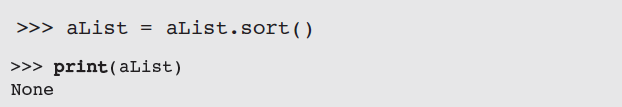 >>> aList = aList.sort()
>>> print(aList)
None